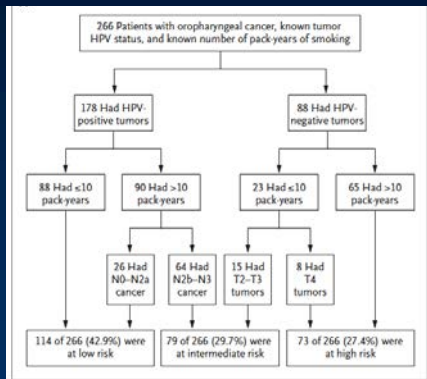 266 Patients with oropharyngeal cancer, known tumor
HPV status, and known number of pack-years of smoking
178 Had HPV-
positive tumors
88 Had HPV-
negative tumors
88 Had ≤10
pack-years
90 Had >10
pack-years
23 Had ≤10
pack-years
65 Had >10
pack-years
26 Had
N0–N2a
cancer
64 Had
N2b–N3
cancer
15 Had
T2–T3
tumors
8 Had
T4
tumors
114 of 266 (42.9%) were
at low risk
79 of 266 (29.7%) were
at intermediate risk
73 of 266 (27.4%) were
at high risk